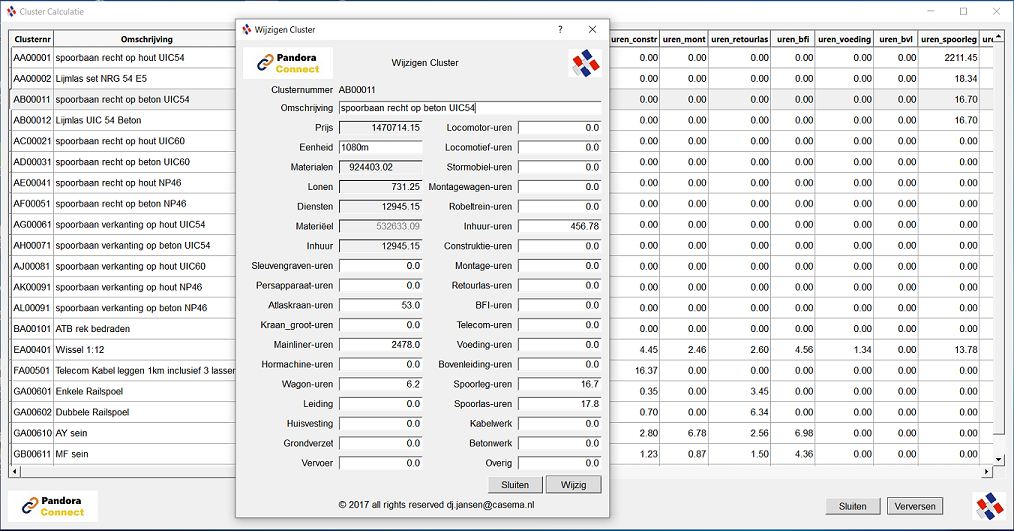 Cluster Calculatie
Clusternr Omschrijving
AA00001 spoorbaan recht op hout UIC54
AA00002 Lijmlas set NRG 54 E5
AB00011 spoorbaan recht op beton UIC54
AB00012 Lijmlas UIC 54 Beton
AC00021 spoorbaan recht op hout UIC60
AD00031 spoorbaan recht op beton UIC60
AE00041 spoorbaan recht op hout NP46
AF00051 spoorbaan recht op beton NP46
AG00061 spoorbaan verkanting op hout UIC54
AH00071 spoorbaan verkanting op beton UIC54
AJ00081 spoorbaan verkanting op hout UIC60
AK00091 spoorbaan verkanting op hout NP46
AL00091 spoorbaan verkanting op beton NP46
BA00101 ATB rek bedraden
EA00401 Wissel 1:12
FA00501 Telecom Kabel leggen 1km inclusief 3 lassen
GA00601 Enkele Railspoel
GA00602 Dubbele Railspoel
GA00610 AY sein
GB00611 MF sein
Pandora
Connect
Wijzigen Cluster ?
Pandora
Connect
Wijzigen Cluster
Clusternummer AB00011
Omschrijving spoorbaan recht op beton UIC54
Prijs 1470714.15 Locomotor-uren 0.0
Eenheid 1080m Locomotief-uren 0.0
Materialen 924403.02 Stormobiel-uren 0.0
Lonen 731.25 Montagewagen-uren 0.0
Diensten 12945.15 Robeltrein-uren 0.0
Materiëel 532633.09 Inhuur-uren 456.78
Inhuur 12945.15 Construktie-uren 0.0
Sleuvengraven-uren 0.0 Montage-uren 0.0
Persapparaat-uren 0.0 Retourlas-uren 0.0
Atlaskraan-uren 53.0 BFI-uren 0.0
Kraan_groot-uren 0.0 Telecom-uren 0.0
Mainliner-uren 2478.0 Voeding-uren 0.0
Hormachine-uren 0.0 Bovenleiding-uren 0.0
Wagon-uren 6.2 Spoorleg-uren 16.7
Leiding 0.0 Spoorlas-uren 17.8
Huisvesting 0.0 Kabelwerk 0.0
Grondverzet 0.0 Betonwerk 0.0
Vervoer 0.0 Overig 0.0
Sluiten Wijzig
© 2017 all rights reserved dj.jansen@casema.nl
uren_constr uren_mont uren_retourlas uren_bfi uren_voeding uren_bvl uren_spoorleg
0.00 0.00 0.00 0.00 0.00 0.00 2211.45
0.00 0.00 0.00 0.00 0.00 0.00 18.34
0.00 0.00 0.00 0.00 0.00 0.00 16.70
0.00 0.00 0.00 0.00 0.00 0.00 16.70
0.00 0.00 0.00 0.00 0.00 0.00 0.00
0.00 0.00 0.00 0.00 0.00 0.00 0.00
0.00 0.00 0.00 0.00 0.00 0.00 0.00
0.00 0.00 0.00 0.00 0.00 0.00 0.00
0.00 0.00 0.00 0.00 0.00 0.00 0.00
0.00 0.00 0.00 0.00 0.00 0.00 0.00
0.00 0.00 0.00 0.00 0.00 0.00 0.00
0.00 0.00 0.00 0.00 0.00 0.00 0.00
0.00 0.00 0.00 0.00 0.00 0.00 0.00
0.00 0.00 0.00 0.00 0.00 0.00 0.00
4.45 2.46 2.60 4.56 1.34 0.00 13.78
16.37 0.00 0.00 0.00 0.00 0.00 0.00
0.35 0.00 3.45 0.00 0.00 0.00 0.00
0.70 0.00 6.34 0.00 0.00 0.00 0.00
2.80 6.78 2.56 6.98 0.00 0.00 0.00
1.23 0.87 1.50 4.36 0.00 0.00 0.00
Sluiten Verversen